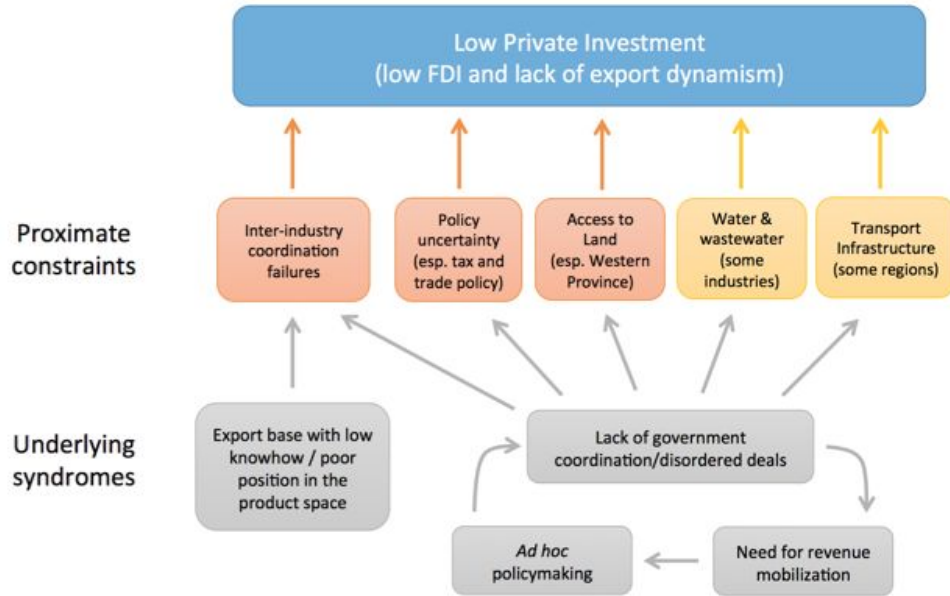 Low Private Investment
(low FDI and lack of export dynamism)
Proximate
constraints
Inter-industry
coordination
failures
Policy
uncertainty
(esp. tax and
trade policy)
Access to
Land
(esp. Western
Province)
Water &
wastewater
(some
industries)
Transport
Infrastructure
(some regions)
Underlying
syndromes
Export base with low
knowhow / poor
position in the
product space
Lack of government
coordination/disordered deals
Ad hoc
policymaking
Need for revenue
mobilization